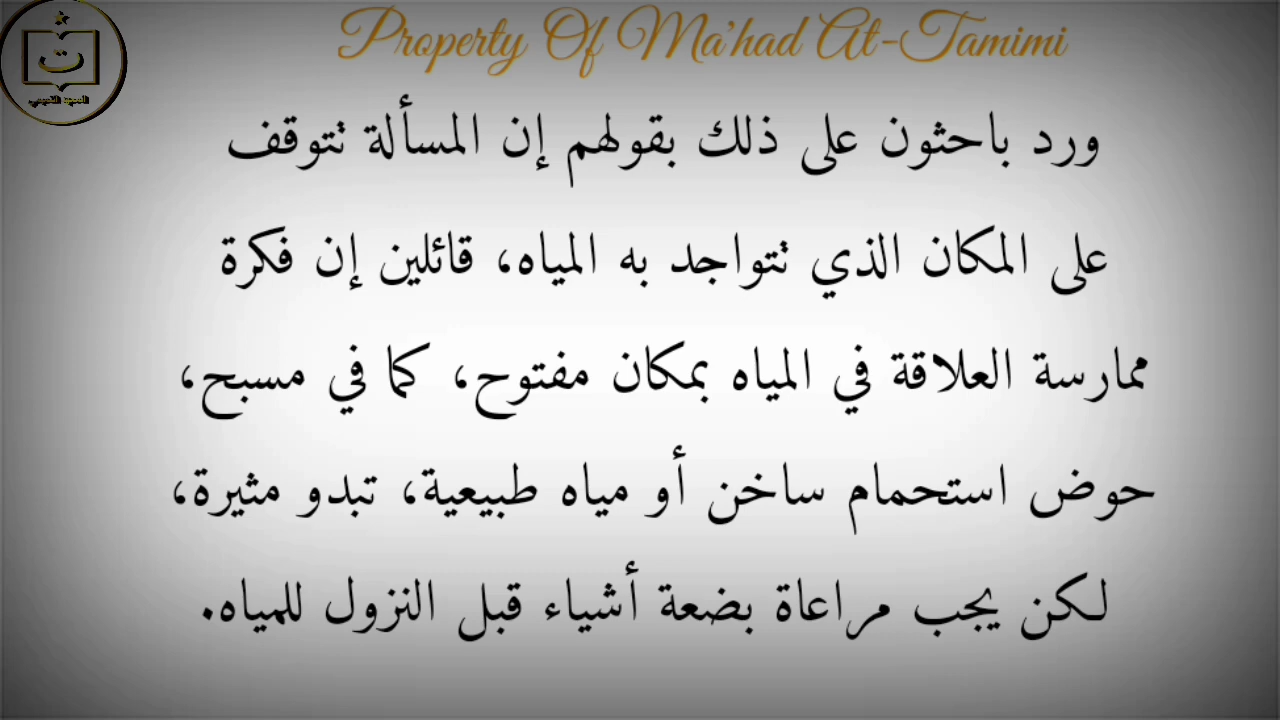 Property Of Ma'had At-Tamimi
ت
ورد باحثون على ذلك بقولهم إن المسألة تتوقف
على المكان الذي تتواجد به المياه، قائلين إن فكرة
ممارسة العلاقة في المياه بمكان مفتوح، كما في مسبح،
حوض استحمام ساخن أو مياه طبيعية، تبدو مثيرة،
لكن يجب مراعاة بضعة أشياء قبل النزول للمياه.